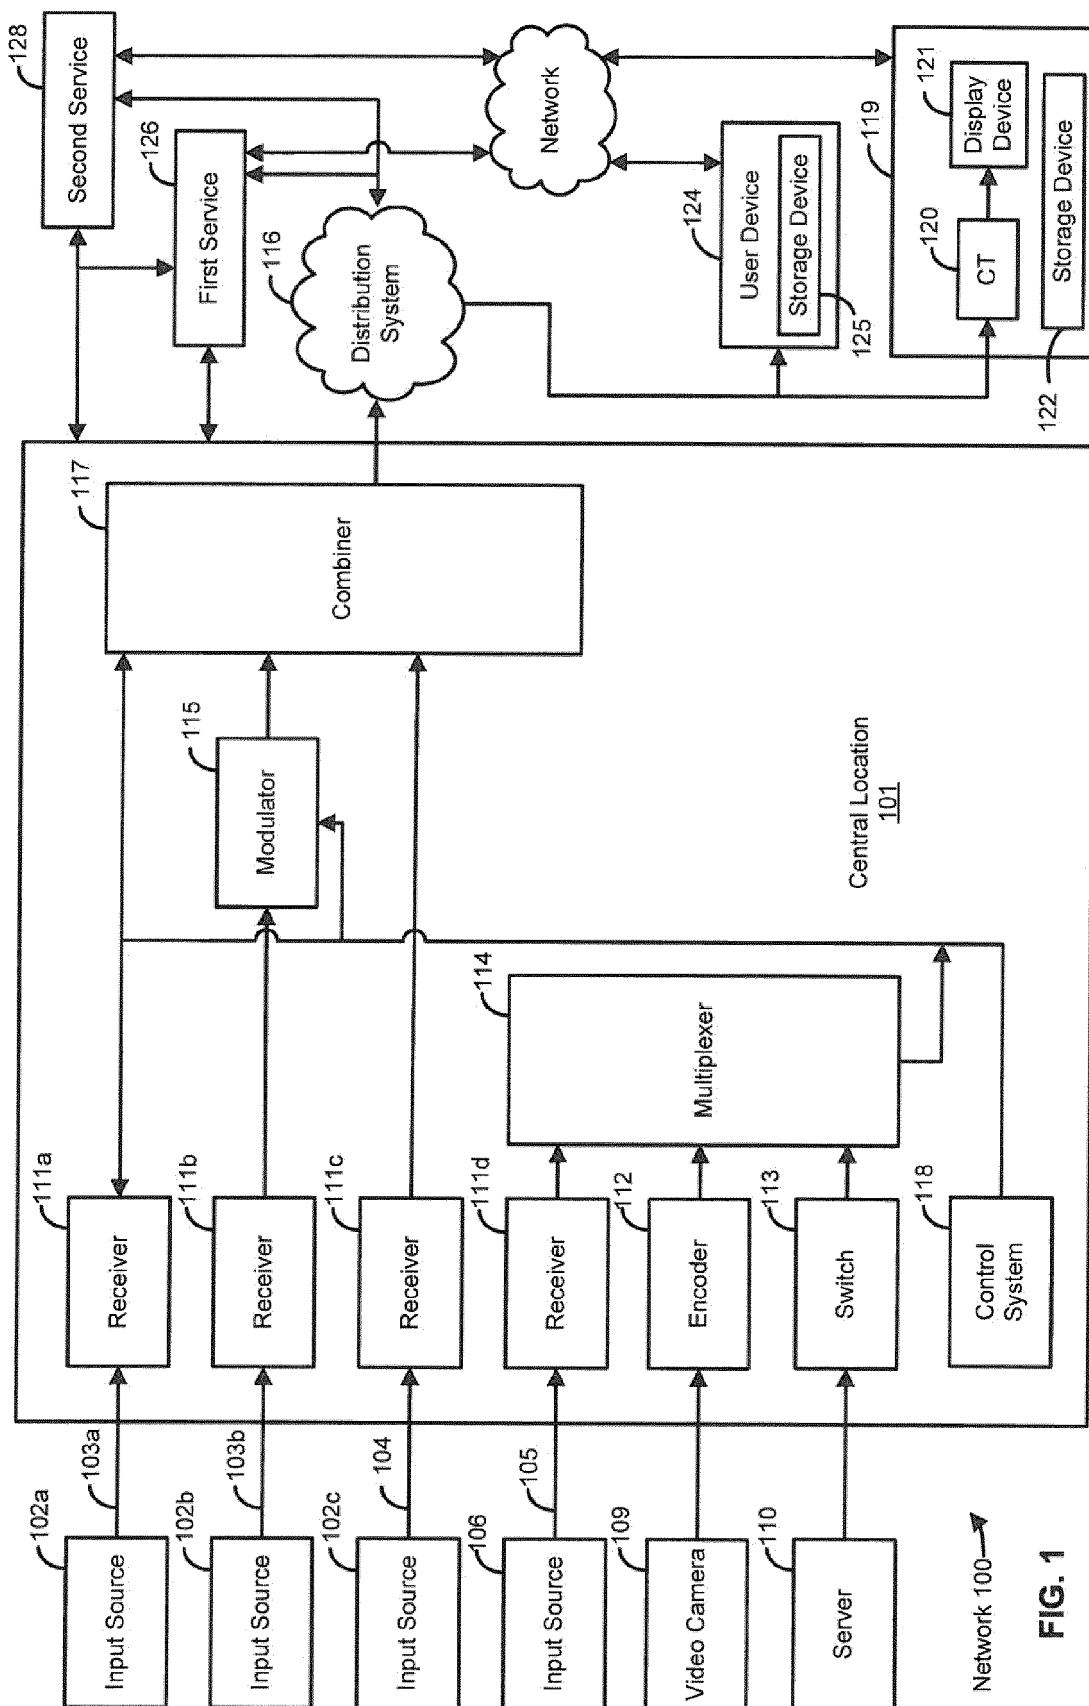 102a
Input Source
103a
111a
Receiver
102b
Input Source
103b
111b
Receiver
115
Modulator
102c
Input Source
104
111c
Receiver
117
Combiner
106
Input Source
105
111d
Receiver
109
Video Camera
112
Encoder
114
Multiplexer
110
Server
113
Switch
118
Control
System
Central Location
101
128
Second Service
126
First Service
116
Distribution
System
Network
124
User Device
Storage Device
125
119
120
CT
121
Display
Device
Storage Device
122
Network 100
FIG. 1